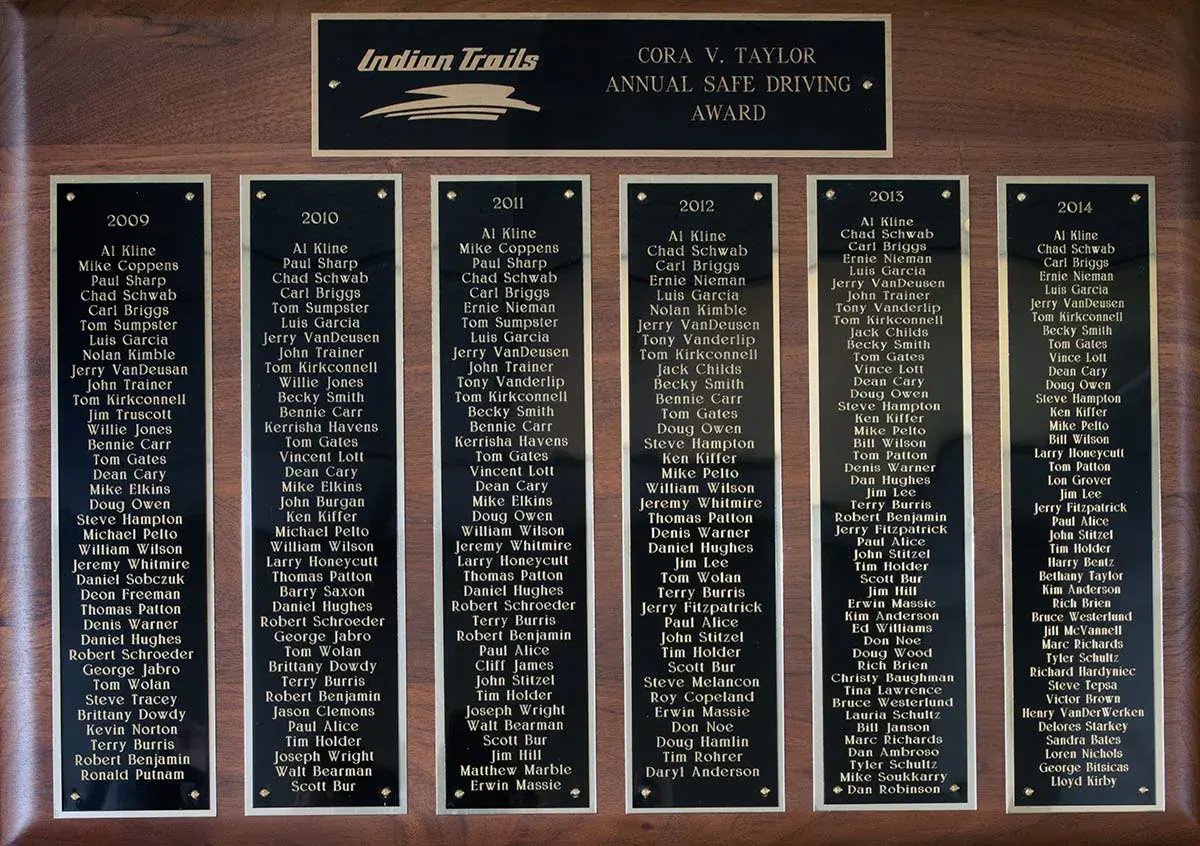 Indian Trails
CORA V. TAYLOR
ANNUAL SAFE DRIVING
AWARD
2009
Al Kline
Mike Coppens
Paul Sharp
Chad Schwab
Carl Briggs
Tom Sumpster
Luis Garcia
Nolan Kimble
Jerry VanDeusan
John Trainer
Tom Kirkconnell
Jim Truscott
Willie Jones
Bennie Carr
Tom Gates
Dean Cary
Mike Elkins
Doug Owen
Steve Hampton
Michael Pelto
William Wilson
Jeremy Whitmire
Daniel Sobczuk
Deon Freeman
Thomas Patton
Denis Warner
Daniel Hughes
Robert Schroeder
George Jabro
Tom Wolan
Steve Tracey
Brittany Dowdy
Kevin Norton
Terry Burris
Robert Benjamin
Ronald Putnam
2010
Al Kline
Paul Sharp
Chad Schwab
Carl Briggs
Tom Sumpster
Luis Garcia
Jerry VanDeusen
John Trainer
Tom Kirkconnell
Willie Jones
Becky Smith
Bennie Carr
Kerrisha Havens
Tom Gates
Vincent Lott
Dean Cary
Mike Elkins
John Burgan
Ken Kiffer
Michael Pelto
William Wilson
Larry Honeycutt
Thomas Patton
Barry Saxon
Daniel Hughes
Robert Schroeder
George Jabro
Tom Wolan
Brittany Dowdy
Terry Burris
Robert Benjamin
Jason Clemons
Paul Alice
Tim Holder
Joseph Wright
Walt Bearman
Scott Bur
2011
Al Kline
Mike Coppens
Paul Sharp
Chad Schwab
Carl Briggs
Ernie Nieman
Tom Sumpster
Luis Garcia
Jerry VanDeusen
John Trainer
Tony Vanderlip
Tom Kirkconnell
Becky Smith
Bennie Carr
Kerrisha Havens
Tom Gates
Vincent Lott
Dean Cary
Mike Elkins
Doug Owen
William Wilson
Jeremy Whitmire
Larry Honeycutt
Thomas Patton
Daniel Hughes
Robert Schroeder
Terry Burris
Robert Benjamin
Paul Alice
Cliff James
John Stitzel
Tim Holder
Joseph Wright
Walt Bearman
Scott Bur
Jim Hill
Matthew Marble
Erwin Massie
2012
Al Kline
Chad Schwab
Carl Briggs
Ernie Nieman
Luis Garcia
Nolan Kimble
Jerry VanDeusen
Tony Vanderlip
Tom Kirkconnell
Jack Childs
Becky Smith
Bennie Carr
Tom Gates
Doug Owen
Steve Hampton
Ken Kiffer
Mike Pelto
William Wilson
Jeremy Whitmire
Thomas Patton
Denis Warner
Daniel Hughes
Jim Lee
Tom Wolan
Terry Burris
Jerry Fitzpatrick
Paul Alice
John Stitzel
Tim Holder
Scott Bur
Steve Melancon
Roy Copeland
Erwin Massie
Don Noe
Doug Hamlin
Tim Rohrer
Daryl Anderson
2013
Al Kline
Chad Schwab
Carl Briggs
Ernie Nieman
Luis Garcia
Jerry VanDeusen
John Trainer
Tony Vanderlip
Tom Kirkconnell
Jack Childs
Becky Smith
Tom Gates
Vince Lott
Dean Cary
Doug Owen
Steve Hampton
Ken Kiffer
Mike Pelto
Bill Wilson
Tom Patton
Denis Warner
Dan Hughes
Jim Lee
Terry Burris
Robert Benjamin
Jerry Fitzpatrick
Paul Alice
John Stitzel
Tim Holder
Scott Bur
Jim Hill
Erwin Massie
Kim Anderson
Ed Williams
Don Noe
Doug Wood
Rich Brien
Christy Baughman
Tina Lawrence
Bruce Westerlund
Lauria Schultz
Bill Janson
Marc Richards
Dan Ambroso
Tyler Schultz
Mike Soukkarry
Dan Robinson
2014
Al Kline
Chad Schwab
Carl Briggs
Ernie Nieman
Luis Garcia
Jerry VanDeusen
Tom Kirkconnell
Becky Smith
Tom Gates
Vince Lott
Dean Cary
Doug Owen
Steve Hampton
Ken Kiffer
Mike Pelto
Bill Wilson
Larry Honeycutt
Tom Patton
Lon Grover
Jim Lee
Jerry Fitzpatrick
Paul Alice
John Stitzel
Tim Holder
Harry Bentz
Bethany Taylor
Kim Anderson
Rich Brien
Bruce Westerlund
Jill McVannell
Marc Richards
Tyler Schultz
Richard Hardyniec
Steve Tepsa
Victor Brown
Henry VanDerWerken
Delores Starkey
Sandra Bates
Loren Nichols
George Bitsicas
Lloyd Kirby